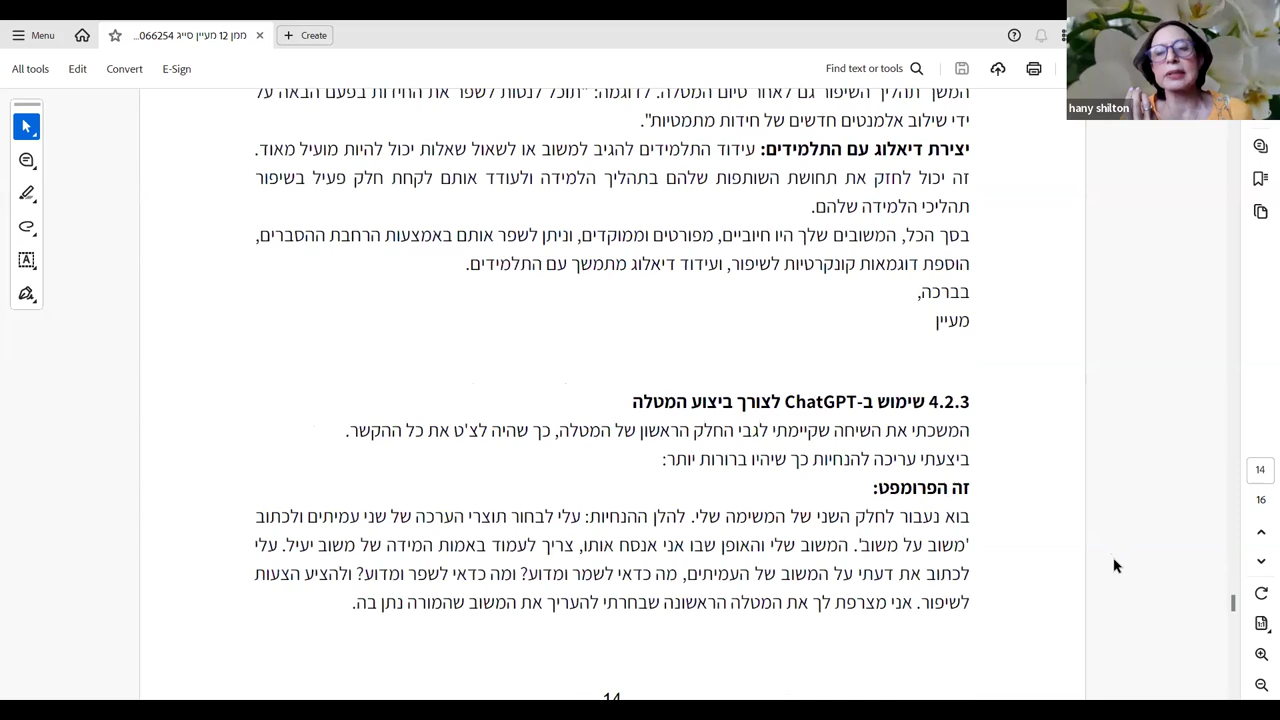 Menu
ממן 12 מעיין סייג 066254...
Create
All tools
Edit
Convert
E-Sign
Find text or tools
hany shilton
המשך תהליך השיפור גם לאחר סיום המטלה. לדוגמה: "תוכל לנסות לשפר את החידות בפעם הבאה על
ידי שילוב אלמנטים חדשים של חידות מתמטיות".
יצירת דיאלוג עם התלמידים: עידוד התלמידים להגיב למשוב או לשאול שאלות יכול להיות מועיל מאוד.
זה יכול לחזק את תחושת השותפות שלהם בתהליך הלמידה ולעודד אותם לקחת חלק פעיל בשיפור
תהליכי הלמידה שלהם.
בסך הכל, המשובים שלך היו חיוביים, מפורטים וממוקדים, וניתן לשפר אותם באמצעות הרחבת ההסברים,
הוספת דוגמאות קונקרטיות לשיפור, ועידוד דיאלוג מתמשך עם התלמידים.
בברכה,
מעיין
4.2.3 שימוש ב-ChatGPT לצורך ביצוע המטלה
המשכתי את השיחה שקיימתי לגבי החלק הראשון של המטלה, כך שהיה לצ'ט את כל ההקשר.
ביצעתי עריכה להנחיות כך שיהיו ברורות יותר:
זה הפרומפט:
בוא נעבור לחלק השני של המשימה שלי. להלן ההנחיות: עלי לבחור תוצרי הערכה של שני עמיתים ולכתוב
'משוב על משוב'. המשוב שלי והאופן שבו אני אנסח אותו, צריך לעמוד באמות המידה של משוב יעיל. עלי
לכתוב את דעתי על המשוב של העמיתים, מה כדאי לשמר ומדוע? ומה כדאי לשפר ומדוע? ולהציע הצעות
לשיפור. אני מצרפת לך את המטלה הראשונה שבחרתי להעריך את המשוב שהמורה נתן בה.
14
14
16